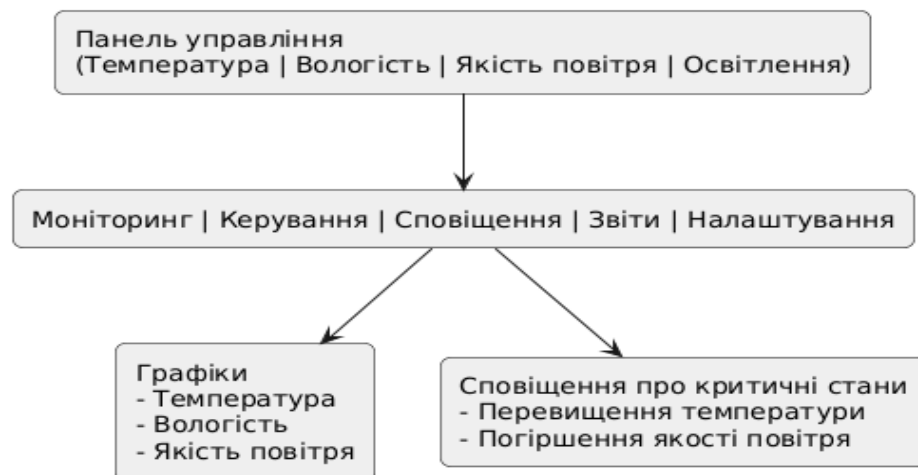 Панель управління
(Температура | Вологість | Якість повітря | Освітлення)
Моніторинг | Керування | Сповіщення | Звіти | Налаштування
Графіки
- Температура
- Вологість
- Якість повітря
Сповіщення про критичні стани
- Перевищення температури
- Погіршення якості повітря